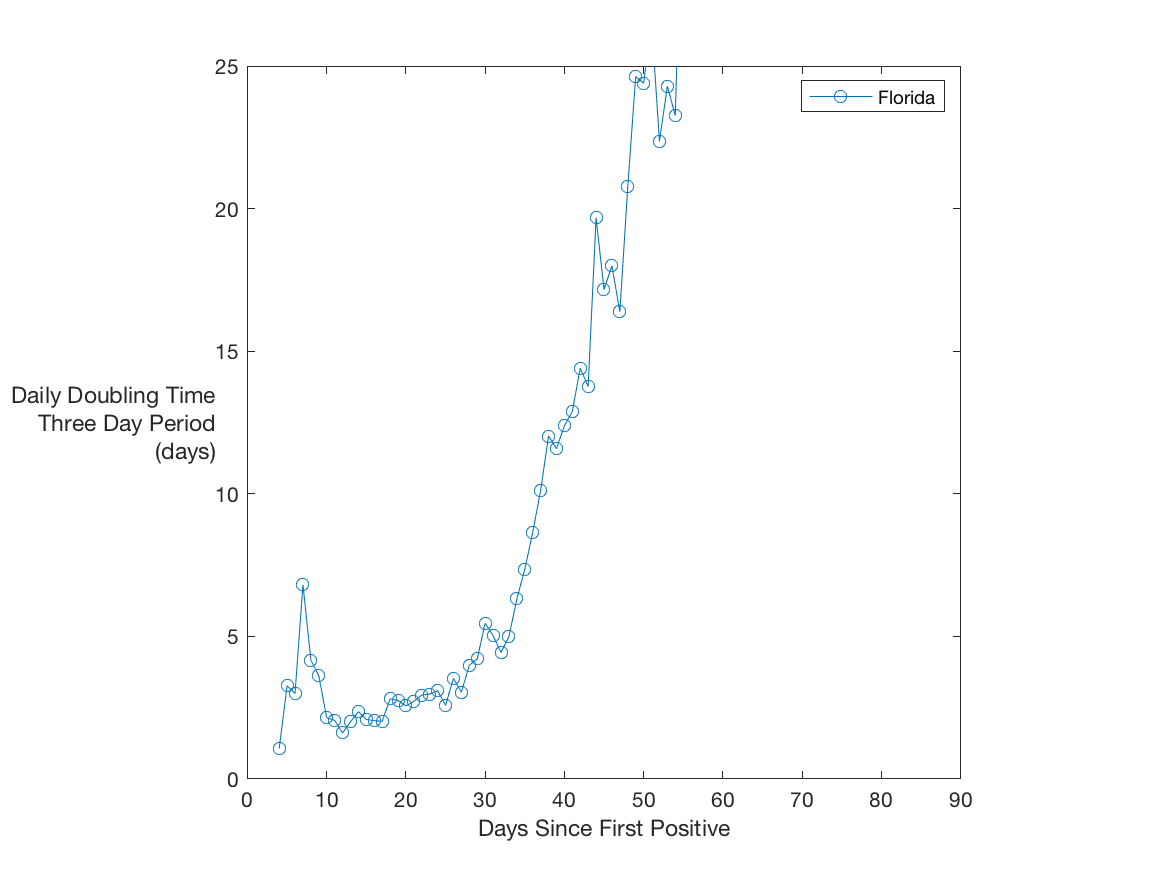 25
20
15
10
5
0
Daily Doubling Time
Three Day Period
(days)
Florida
0 10 20 30 40 50 60 70 80 90
Days Since First Positive